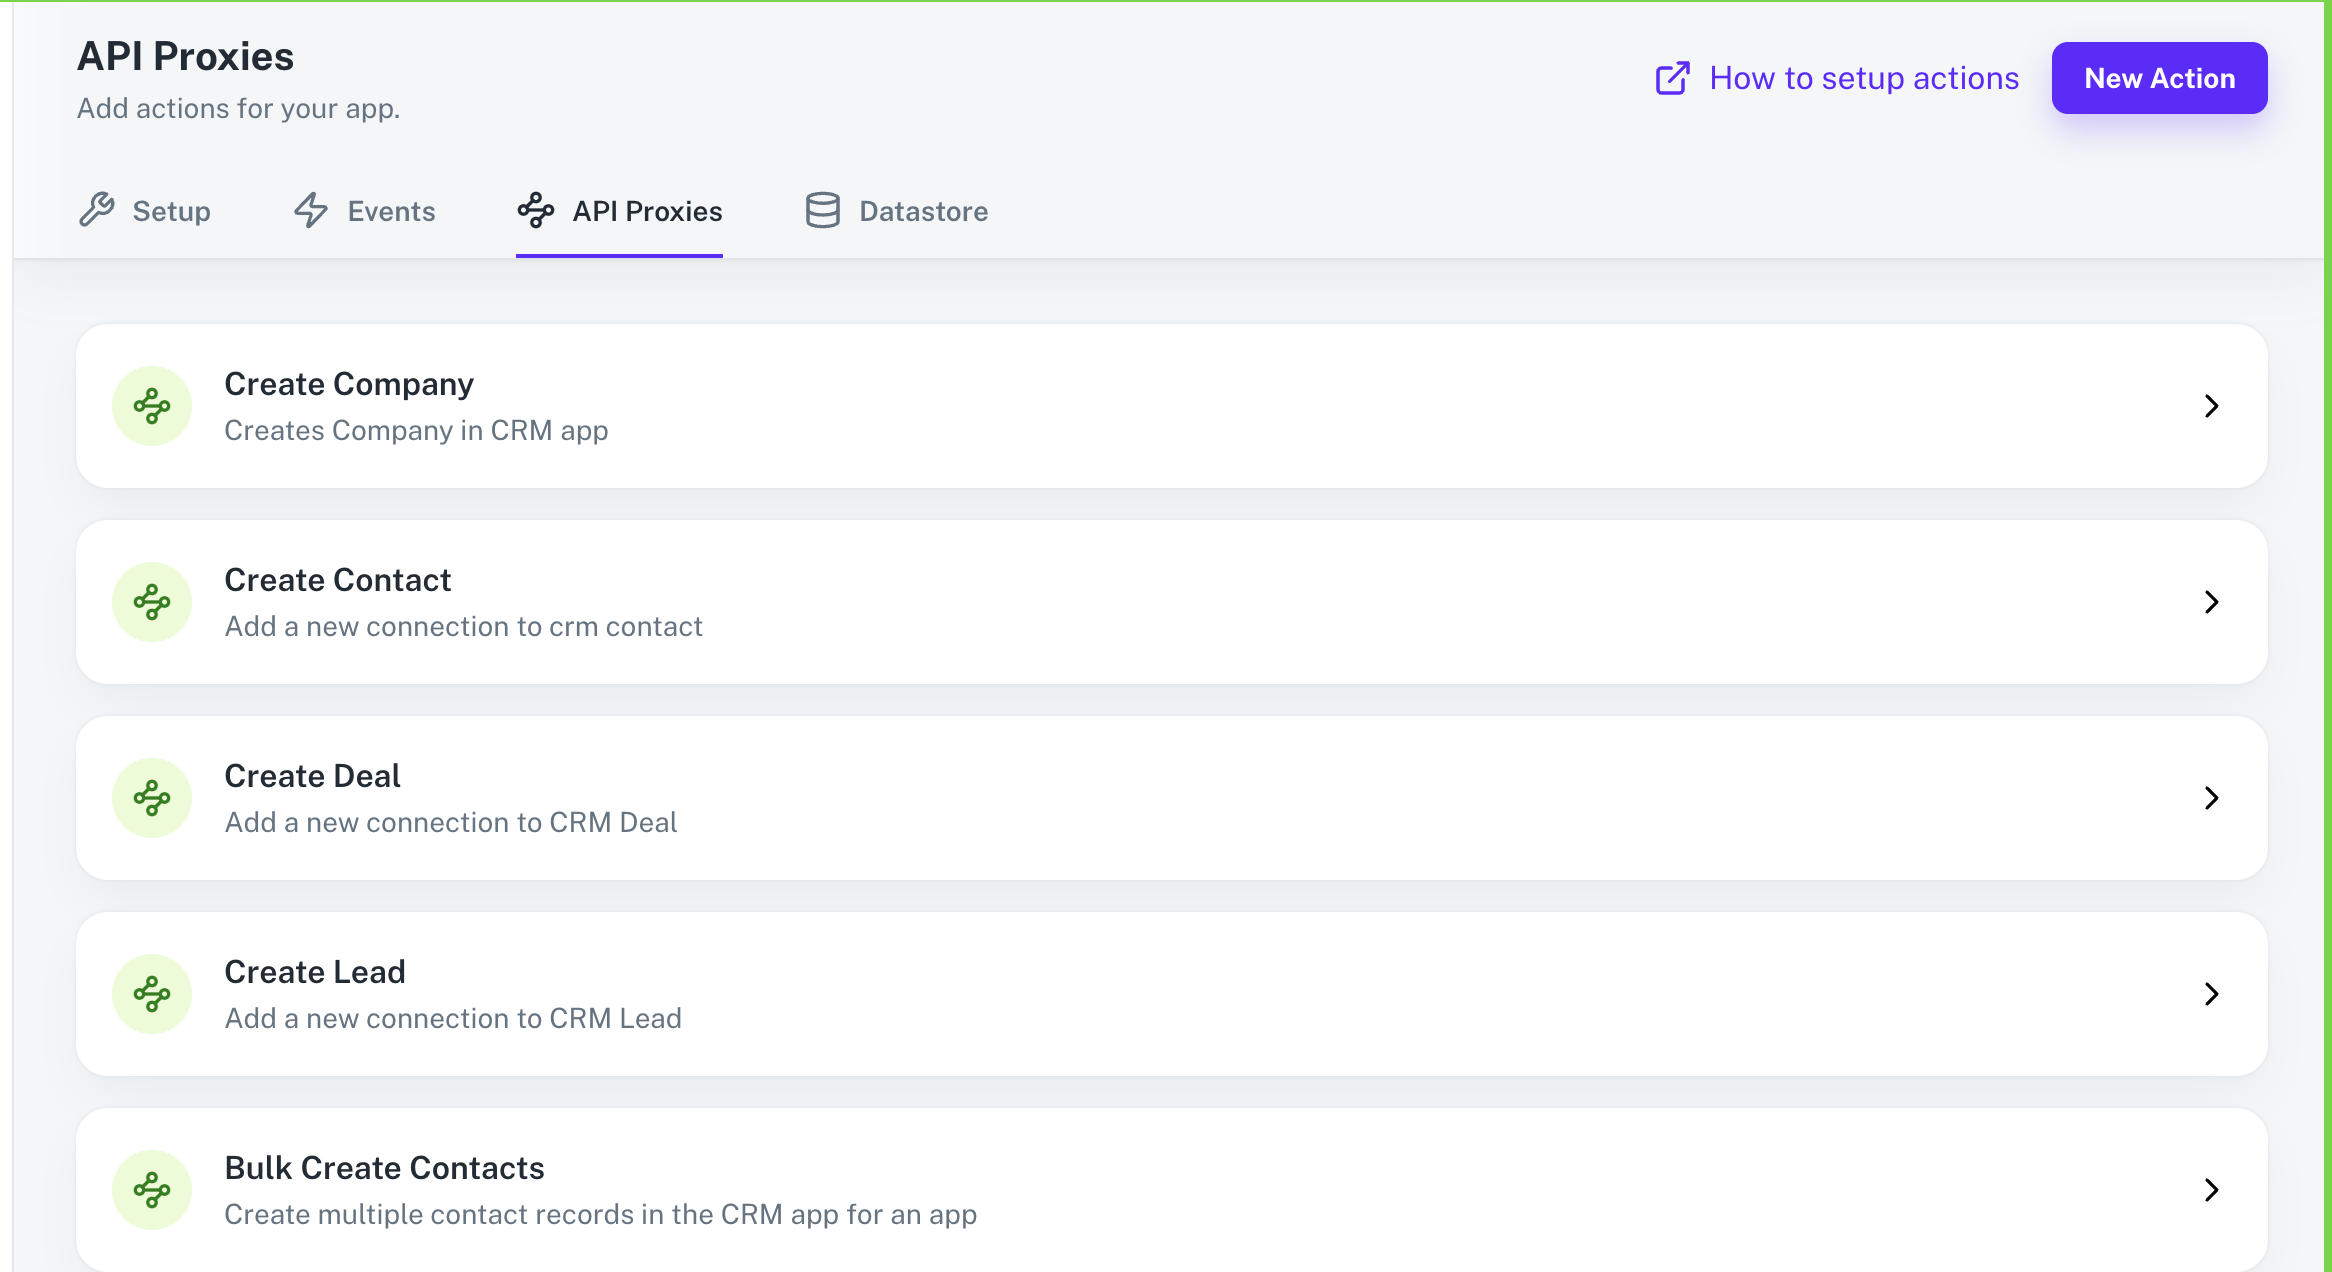 API Proxies
Add actions for your app.
How to setup actions
New Action
Setup
Events
API Proxies
Datastore
Create Company
Creates Company in CRM app
Create Contact
Add a new connection to crm contact
Create Deal
Add a new connection to CRM Deal
Create Lead
Add a new connection to CRM Lead
Bulk Create Contacts
Create multiple contact records in the CRM app for an app